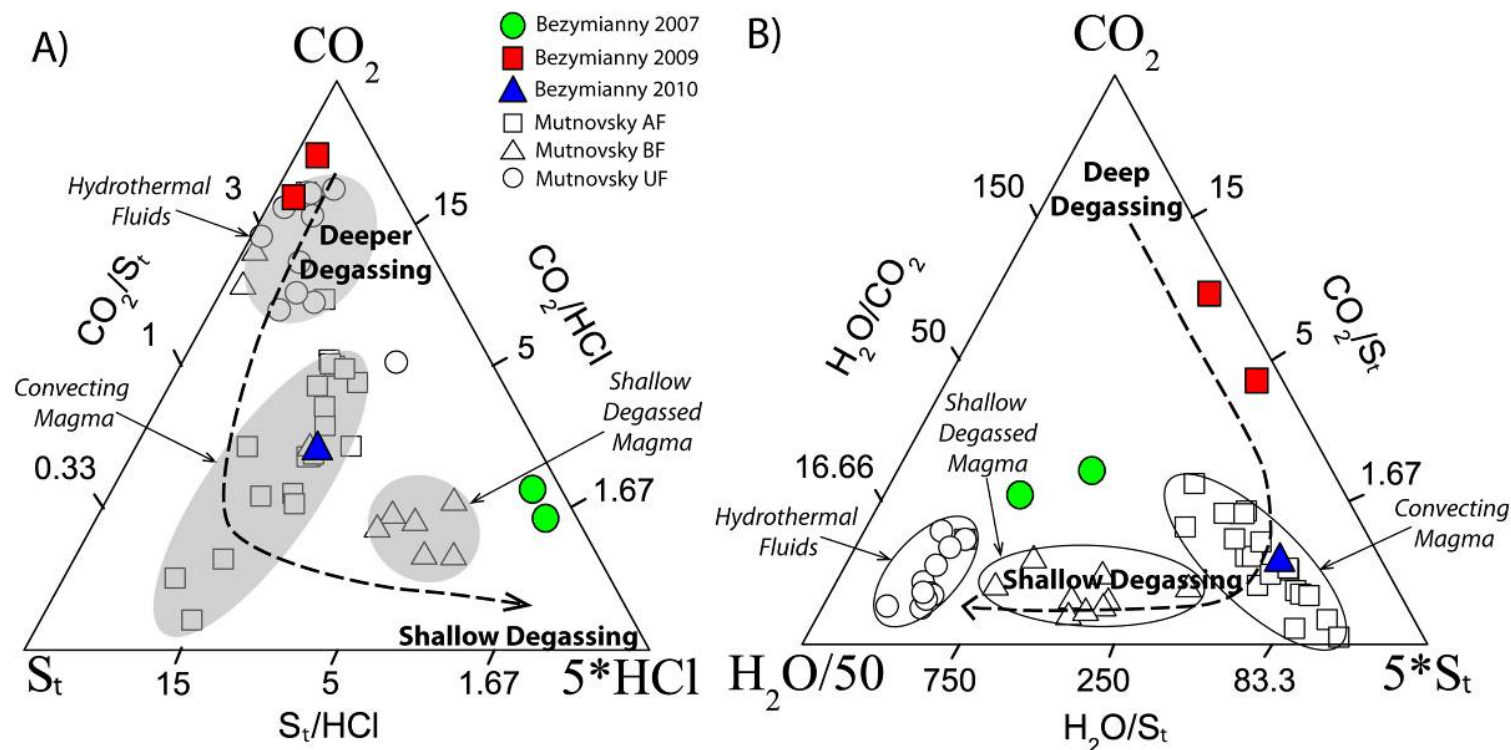 A)
CO₂
Bezymianny 2007
Bezymianny 2009
Bezymianny 2010
Mutnovsky AF
Mutnovsky BF
Mutnovsky UF
Hydrothermal
Fluids
3
15
Deeper
Degassing
CO₂/Sₜ
CO₂/HCl
1
5
Convecting
Magma
Shallow
Degassed
Magma
0.33
1.67
Shallow Degassing
Sₜ
15
5
1.67
5*HCl
Sₜ/HCl
B)
CO₂
Deep
Degassing
150
15
H₂O/CO₂
CO₂/Sₜ
50
5
Shallow
Degassed
Magma
16.66
1.67
Hydrothermal
Fluids
Convecting
Magma
Shallow Degassing
H₂O/50
750
250
83.3
5*Sₜ
H₂O/Sₜ